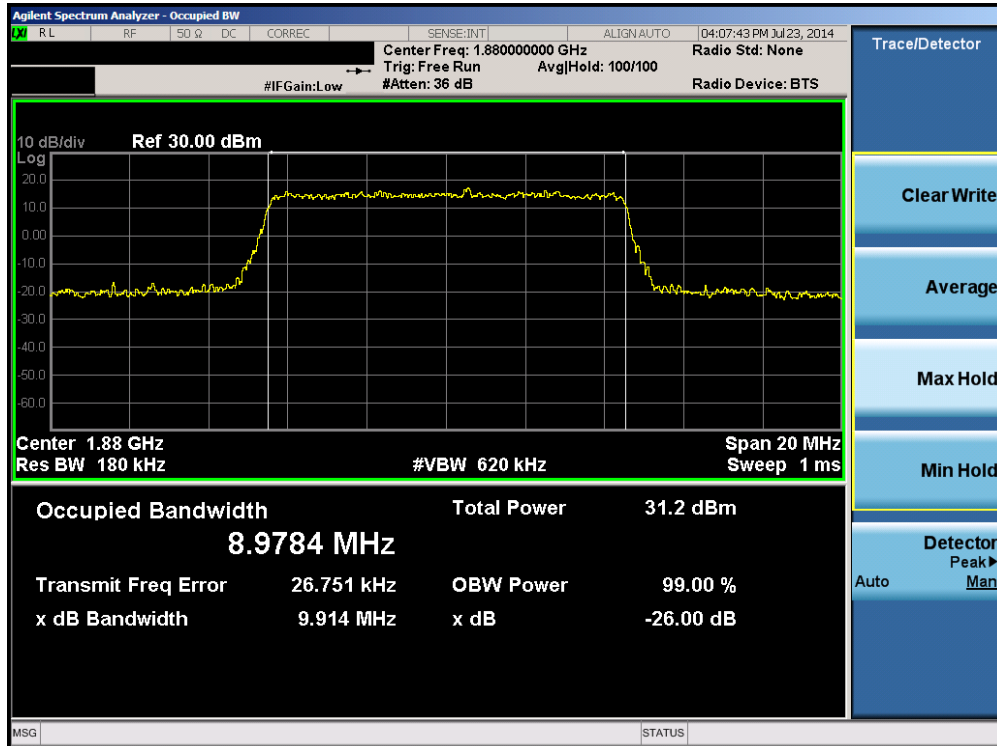 Agilent Spectrum Analyzer - Occupied BW
LXI RL RF 50 Ω DC CORREC SENSE:INT ALIGN AUTO 04:07:43 PM Jul 23, 2014
Center Freq: 1.880000000 GHz Radio Std: None
Trig: Free Run Avg|Hold: 100/100
#IFGain:Low #Atten: 36 dB Radio Device: BTS
10 dB/div Ref 30.00 dBm
Log
20.0
10.0
0.00
-10.0
-20.0
-30.0
-40.0
-50.0
-60.0
Center 1.88 GHz Span 20 MHz
Res BW 180 kHz #VBW 620 kHz Sweep 1 ms
Occupied Bandwidth Total Power 31.2 dBm
8.9784 MHz
Transmit Freq Error 26.751 kHz OBW Power 99.00 %
x dB Bandwidth 9.914 MHz x dB -26.00 dB
MSG STATUS
Trace/Detector
Clear Write
Average
Max Hold
Min Hold
Detector
Peak▶
Auto Man